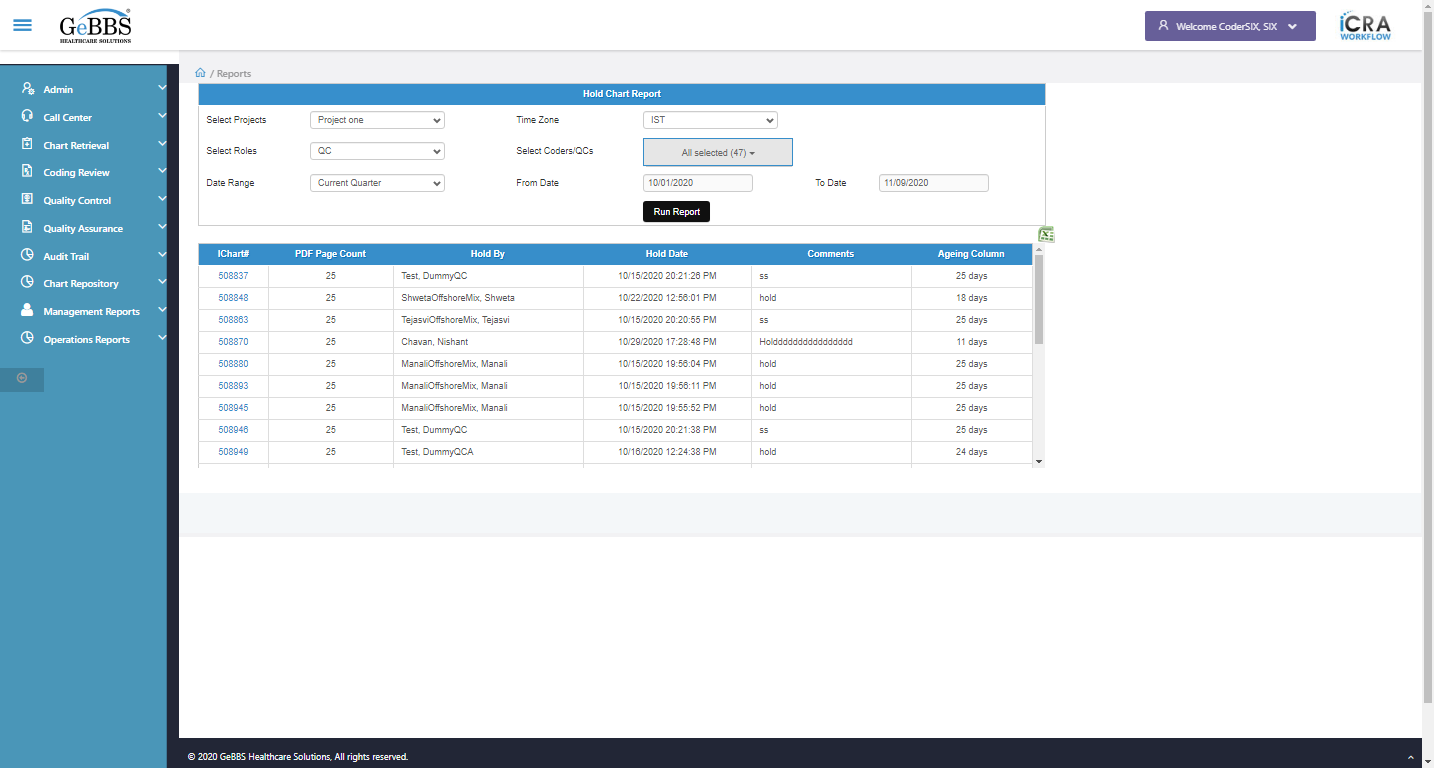 GeBBS®
HEALTHCARE SOLUTIONS
Welcome CoderSIX, SIX
iCRA
WORKFLOW
Admin
Call Center
Chart Retrieval
Coding Review
Quality Control
Quality Assurance
Audit Trail
Chart Repository
Management Reports
Operations Reports
/ Reports
Hold Chart Report
Select Projects Project one Time Zone IST
Select Roles QC Select Coders/QCs All selected (47)
Date Range Current Quarter From Date 10/01/2020 To Date 11/09/2020
Run Report
IChart# PDF Page Count Hold By Hold Date Comments Ageing Column
508837 25 Test, DummyQC 10/15/2020 20:21:26 PM ss 25 days
508848 25 ShwetaOffshoreMix, Shweta 10/22/2020 12:56:01 PM hold 18 days
508863 25 TejasviOffshoreMix, Tejasvi 10/15/2020 20:20:55 PM ss 25 days
508870 25 Chavan, Nishant 10/29/2020 17:28:48 PM Holdddddddddddddddd 11 days
508880 25 ManaliOffshoreMix, Manali 10/15/2020 19:56:04 PM hold 25 days
508893 25 ManaliOffshoreMix, Manali 10/15/2020 19:56:11 PM hold 25 days
508945 25 ManaliOffshoreMix, Manali 10/15/2020 19:55:52 PM hold 25 days
508946 25 Test, DummyQC 10/15/2020 20:21:38 PM ss 25 days
508949 25 Test, DummyQCA 10/16/2020 12:24:38 PM hold 24 days
© 2020 GeBBS Healthcare Solutions, All rights reserved.